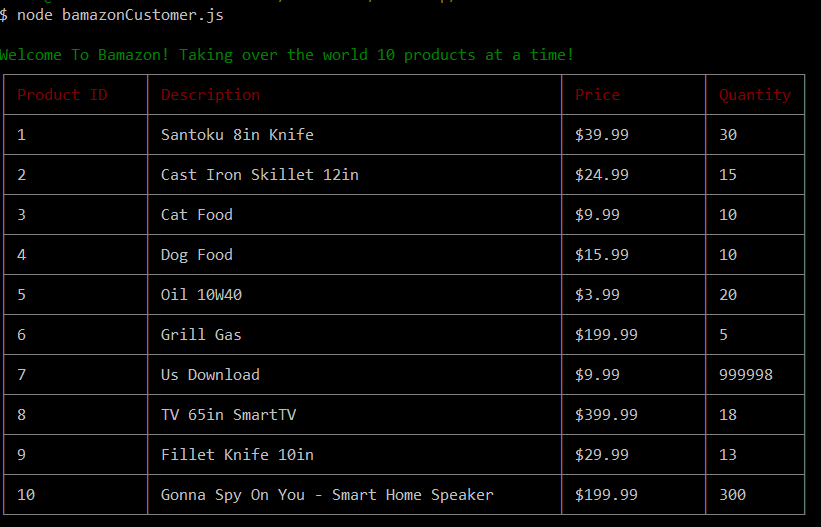 $ node bamazonCustomer.js
Welcome To Bamazon! Taking over the world 10 products at a time!
Product ID Description Price Quantity
1 Santoku 8in Knife $39.99 30
2 Cast Iron Skillet 12in $24.99 15
3 Cat Food $9.99 10
4 Dog Food $15.99 10
5 Oil 10W40 $3.99 20
6 Grill Gas $199.99 5
7 Us Download $9.99 999998
8 TV 65in SmartTV $399.99 18
9 Fillet Knife 10in $29.99 13
10 Gonna Spy On You - Smart Home Speaker $199.99 300